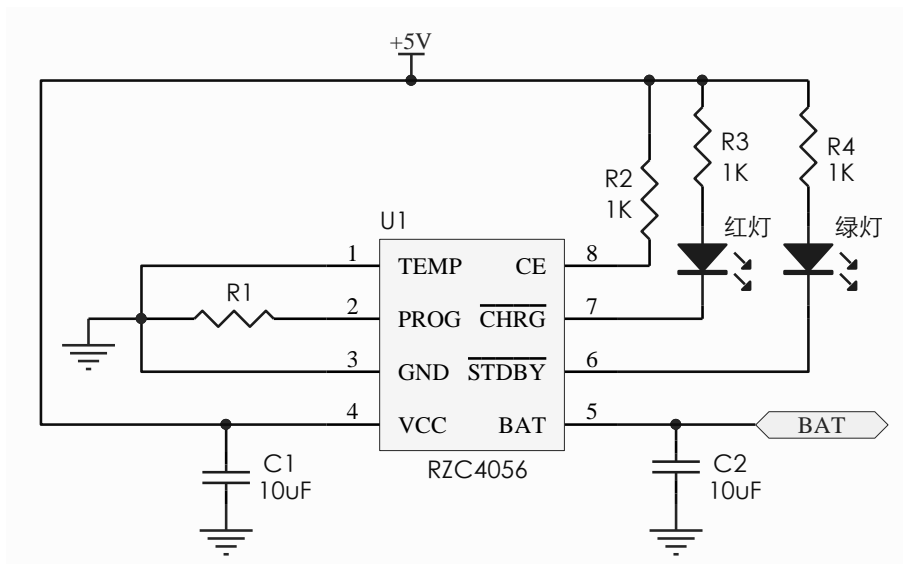 +5V
R3
1K
R4
1K
R2
1K
红灯
绿灯
U1
1
TEMP
CE
8
R1
2
PROG
CHRG
7
3
GND
STDBY
6
4
VCC
BAT
5
BAT
C1
10uF
RZC4056
C2
10uF